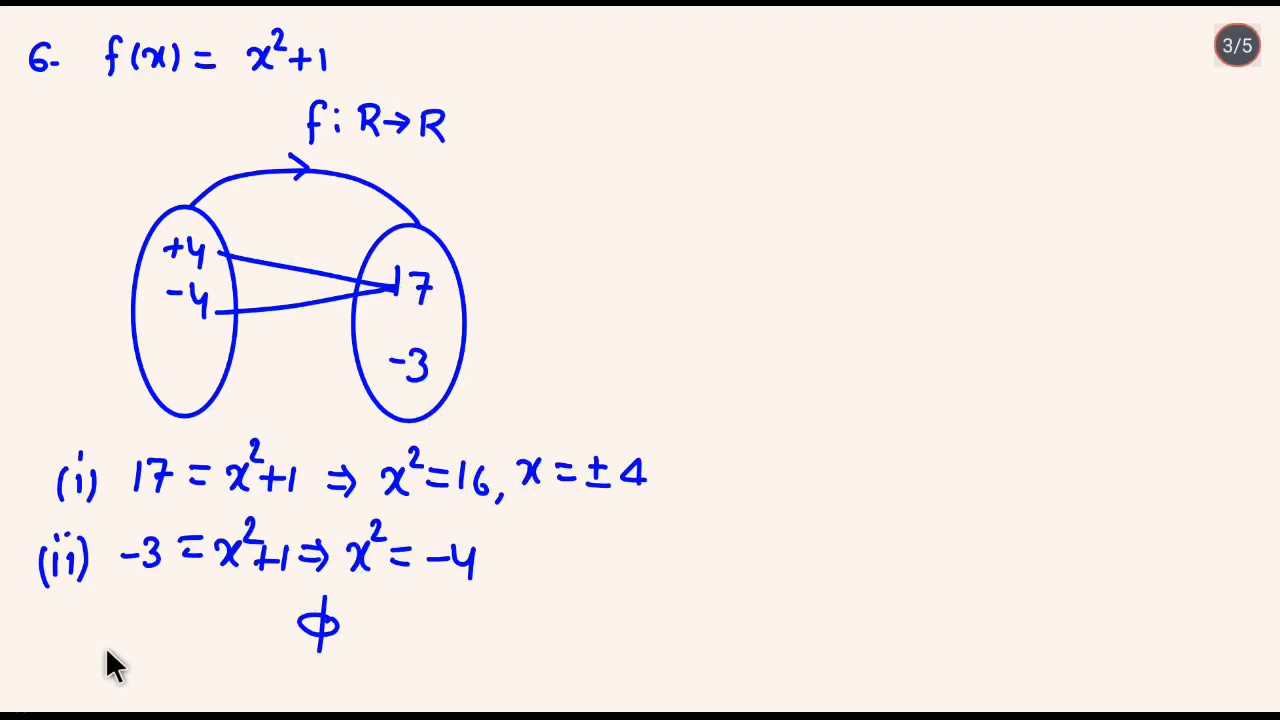 3/5
6. f(x) = x²+1
f: R→R
+4
-4
17
-3
(i) 17 = x²+1 ⇒ x² = 16, x = ± 4
(ii) -3 = x²+1 ⇒ x² = -4
ϕ